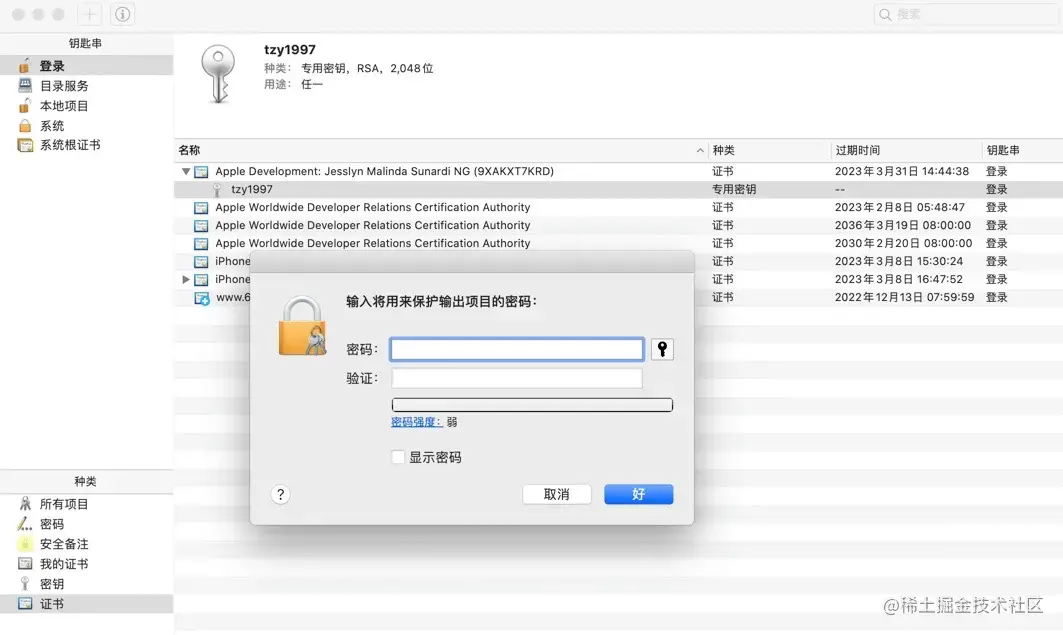 搜索
钥匙串
登录
目录服务
本地项目
系统
系统根证书
tzy1997
种类： 专用密钥，RSA，2,048位
用途： 任一
名称 种类 过期时间 钥匙串
Apple Development: Jesslyn Malinda Sunardi NG (9XAKXT7KRD) 证书 2023年3月31日 14:44:38 登录
tzy1997 专用密钥 -- 登录
Apple Worldwide Developer Relations Certification Authority 证书 2023年2月8日 05:48:47 登录
Apple Worldwide Developer Relations Certification Authority 证书 2036年3月19日 08:00:00 登录
Apple Worldwide Developer Relations Certification Authority 证书 2030年2月20日 08:00:00 登录
iPhone 证书 2023年3月8日 15:30:24 登录
iPhone 证书 2023年3月8日 16:47:52 登录
www.6 证书 2022年12月13日 07:59:59 登录
输入将用来保护输出项目的密码：
密码：
验证：
密码强度： 弱
显示密码
? 取消 好
种类
所有项目
密码
安全备注
我的证书
密钥
证书
@稀土掘金技术社区